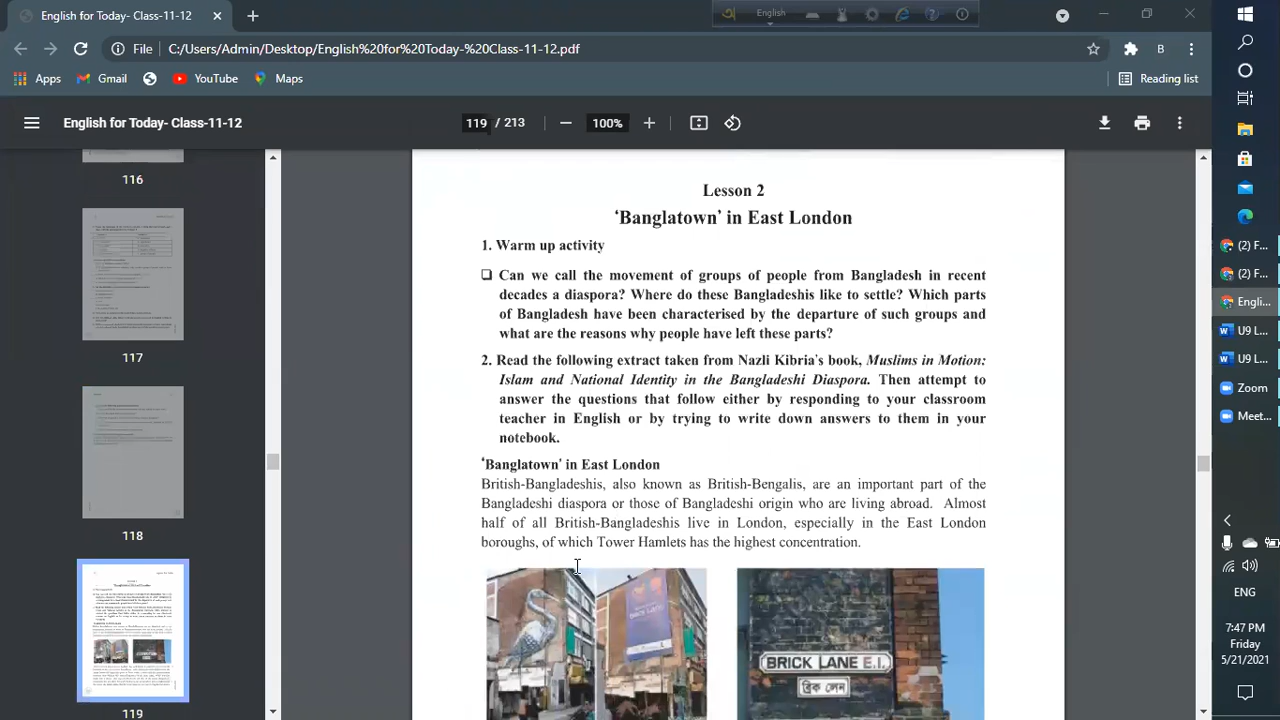 English for Today- Class-11-12
English
File
C:/Users/Admin/Desktop/English%20for%20Today-%20Class-11-12.pdf
B
Apps
Gmail
YouTube
Maps
Reading list
English for Today- Class-11-12
119 / 213
100%
116
117
118
119
Lesson 2
'Banglatown' in East London
1. Warm up activity
❑ Can we call the movement of groups of people from Bangladesh in recent
decades a diaspora? Where do these Bangladeshis like to settle? Which parts
of Bangladesh have been characterised by the departure of such groups and
what are the reasons why people have left these parts?
2. Read the following extract taken from Nazli Kibria's book, Muslims in Motion:
Islam and National Identity in the Bangladeshi Diaspora. Then attempt to
answer the questions that follow either by responding to your classroom
teacher in English or by trying to write down answers to them in your
notebook.
'Banglatown' in East London
British-Bangladeshis, also known as British-Bengalis, are an important part of the
Bangladeshi diaspora or those of Bangladeshi origin who are living abroad. Almost
half of all British-Bangladeshis live in London, especially in the East London
boroughs, of which Tower Hamlets has the highest concentration.
BRICK LANE E.1.
ব্রিক লেন
(2) F
(2) F
Engli...
U9 L
U9 L
Zoom
Meet...
ENG
7:47 PM
Friday
5/21/2021